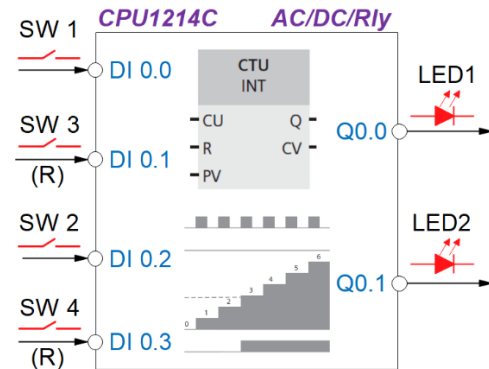 CPU1214C AC/DC/Rly
SW 1
DI 0.0
SW 3
(R)
DI 0.1
SW 2
DI 0.2
SW 4
(R)
DI 0.3
CTU
INT
CU Q
R CV
PV
0 1 2 3 4 5 6
LED1
Q0.0
LED2
Q0.1